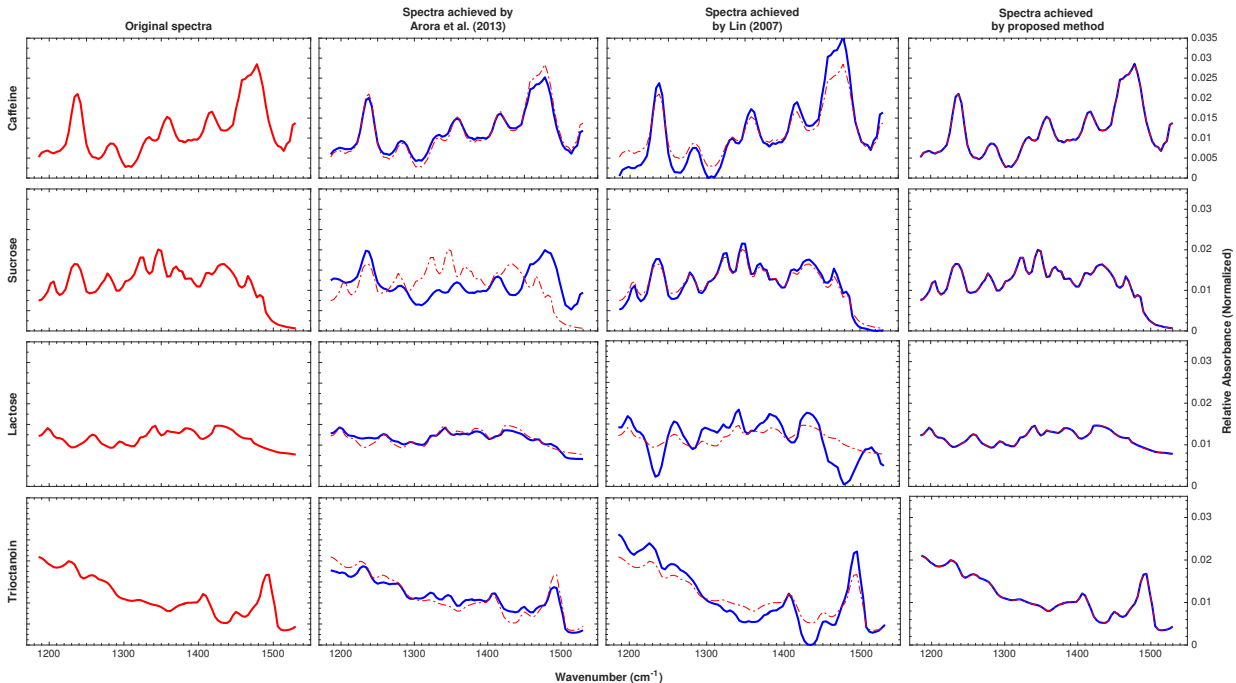 Original spectra
Spectra achieved by
Arora et al. (2013)
Spectra achieved
by Lin (2007)
Spectra achieved
by proposed method
Caffeine
0.035
0.03
0.025
0.02
0.015
0.01
0.005
0
Sucrose
0.03
0.02
0.01
0
Lactose
0.03
0.02
0.01
0
Trioctanoin
0.03
0.02
0.01
0
Relative Absorbance (Normalized)
1200 1300 1400 1500
1200 1300 1400 1500
1200 1300 1400 1500
1200 1300 1400 1500
Wavenumber (cm-1)